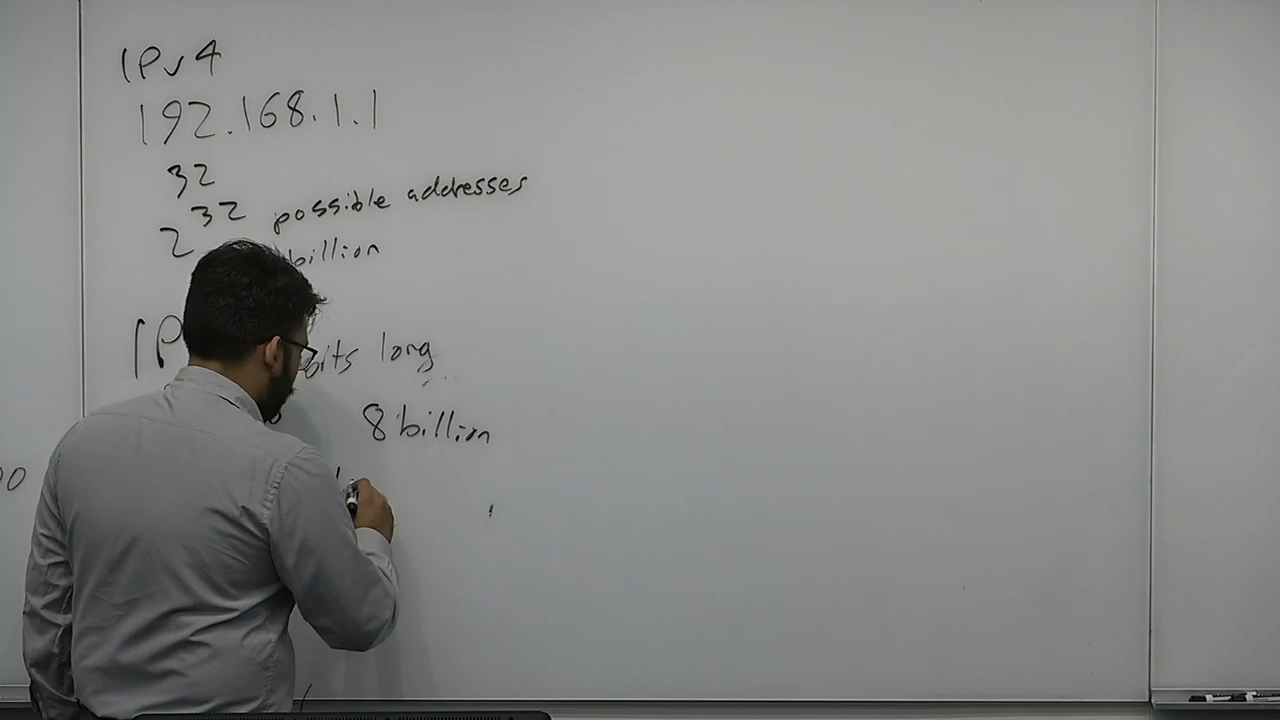 IPv4
192.168.1.1
32
2^32 possible addresses
billion
IP bits long
8 billion